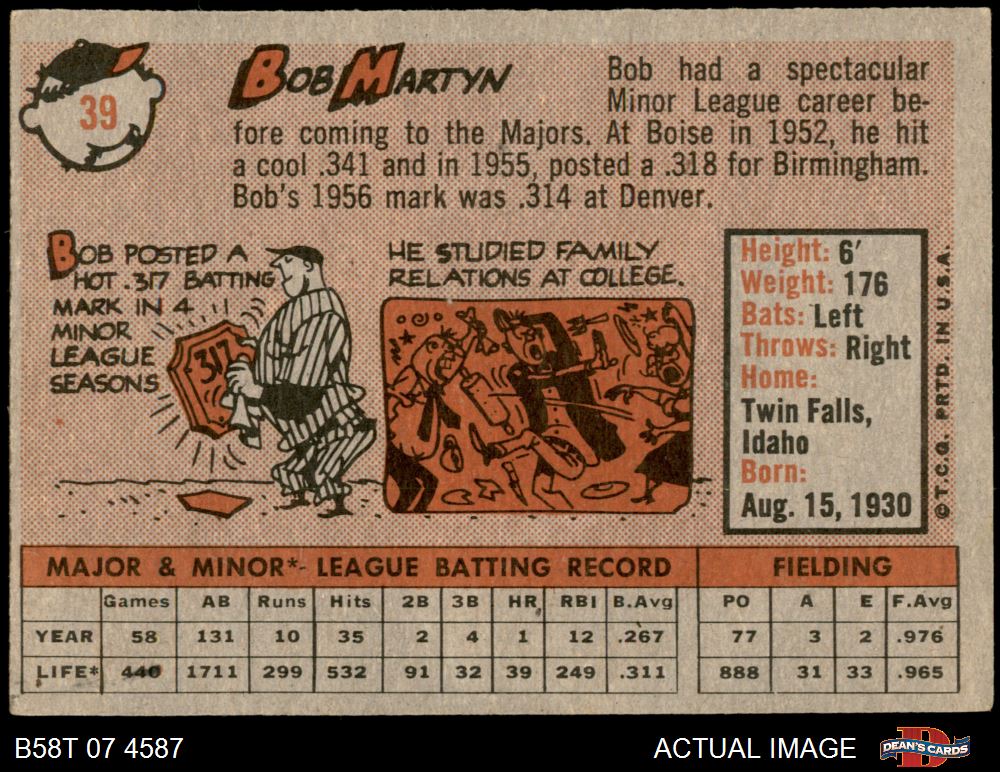 39
BOB MARTYN
Bob had a spectacular
Minor League career be-
fore coming to the Majors. At Boise in 1952, he hit
a cool .341 and in 1955, posted a .318 for Birmingham.
Bob's 1956 mark was .314 at Denver.
BOB POSTED A
HOT .317 BATTING
MARK IN 4
MINOR
LEAGUE
SEASONS
.317
HE STUDIED FAMILY
RELATIONS AT COLLEGE.
Height: 6'
Weight: 176
Bats: Left
Throws: Right
Home:
Twin Falls,
Idaho
Born:
Aug. 15, 1930
© T.C.G. PRTD. IN U.S.A.
MAJOR & MINOR*- LEAGUE BATTING RECORD FIELDING
Games AB Runs Hits 2B 3B HR RBI B.Avg PO A E F.Avg
YEAR 58 131 10 35 2 4 1 12 .267 77 3 2 .976
LIFE* 440 1711 299 532 91 32 39 249 .311 888 31 33 .965
B58T 07 4587 ACTUAL IMAGE DEAN'S CARDS